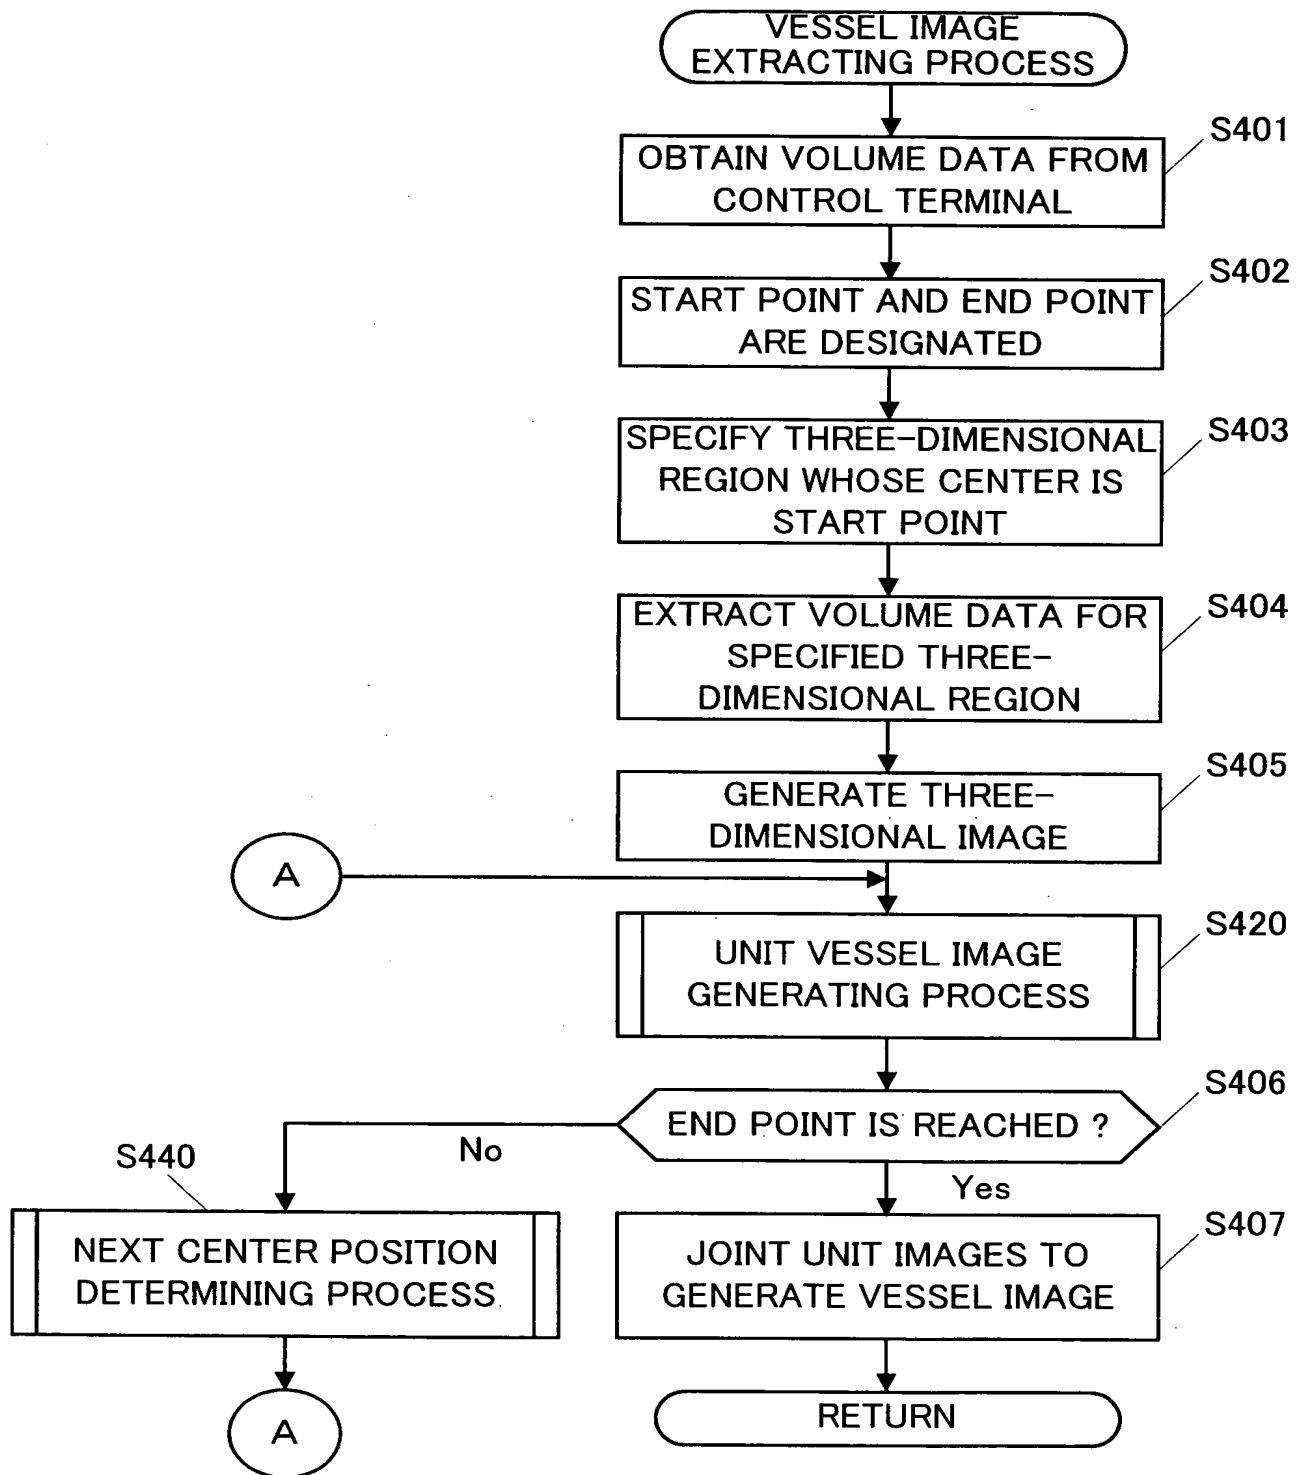 VESSEL IMAGE
EXTRACTING PROCESS
S401
OBTAIN VOLUME DATA FROM
CONTROL TERMINAL
S402
START POINT AND END POINT
ARE DESIGNATED
S403
SPECIFY THREE-DIMENSIONAL
REGION WHOSE CENTER IS
START POINT
S404
EXTRACT VOLUME DATA FOR
SPECIFIED THREE-
DIMENSIONAL REGION
S405
GENERATE THREE-
DIMENSIONAL IMAGE
A
S420
UNIT VESSEL IMAGE
GENERATING PROCESS
S406
END POINT IS REACHED ?
No
Yes
S440
NEXT CENTER POSITION
DETERMINING PROCESS
S407
JOINT UNIT IMAGES TO
GENERATE VESSEL IMAGE
A
RETURN